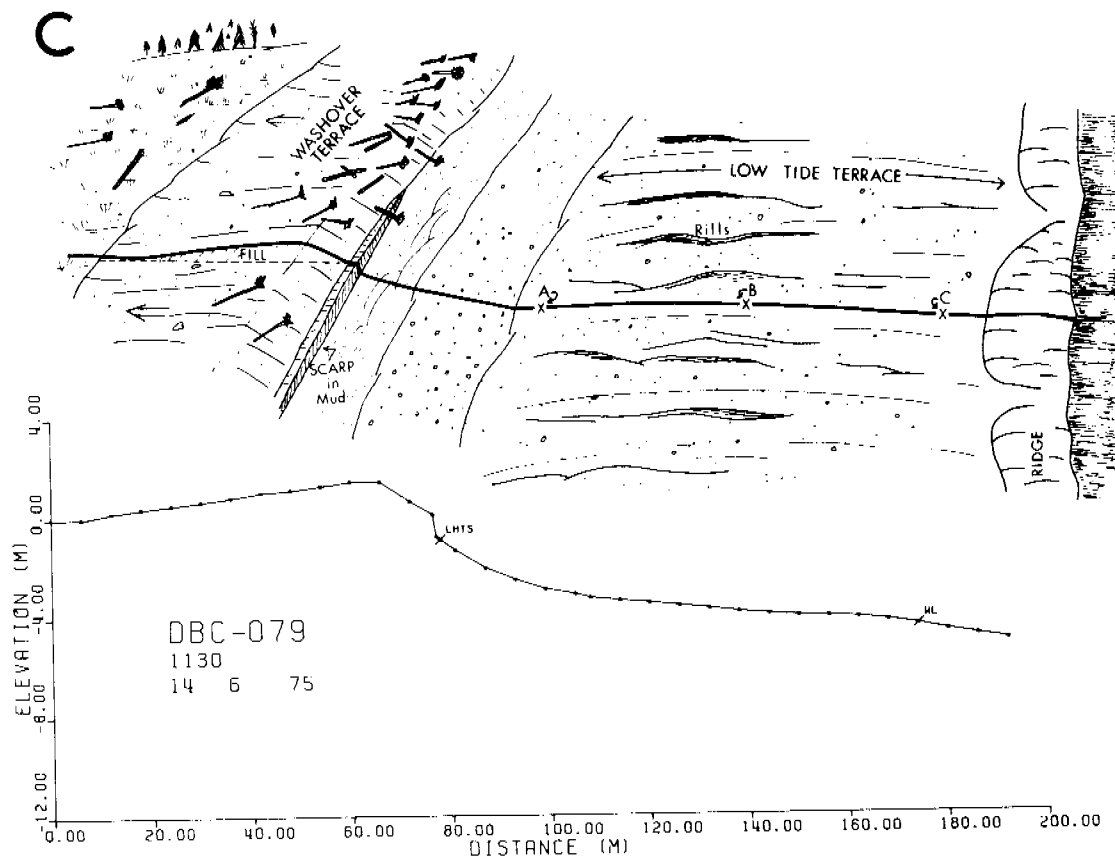 C
WASHOVER
TERRACE
LOW TIDE TERRACE
Rills
FILL
A
B
C
X
X
X
SCARP
in
Mud
RIDGE
4.00
0.00
-4.00
-8.00
-12.00
ELEVATION (M)
LHTS
WL
DBC-079
1130
14 6 75
0.00
20.00
40.00
60.00
80.00
100.00
120.00
140.00
160.00
180.00
200.00
DISTANCE (M)